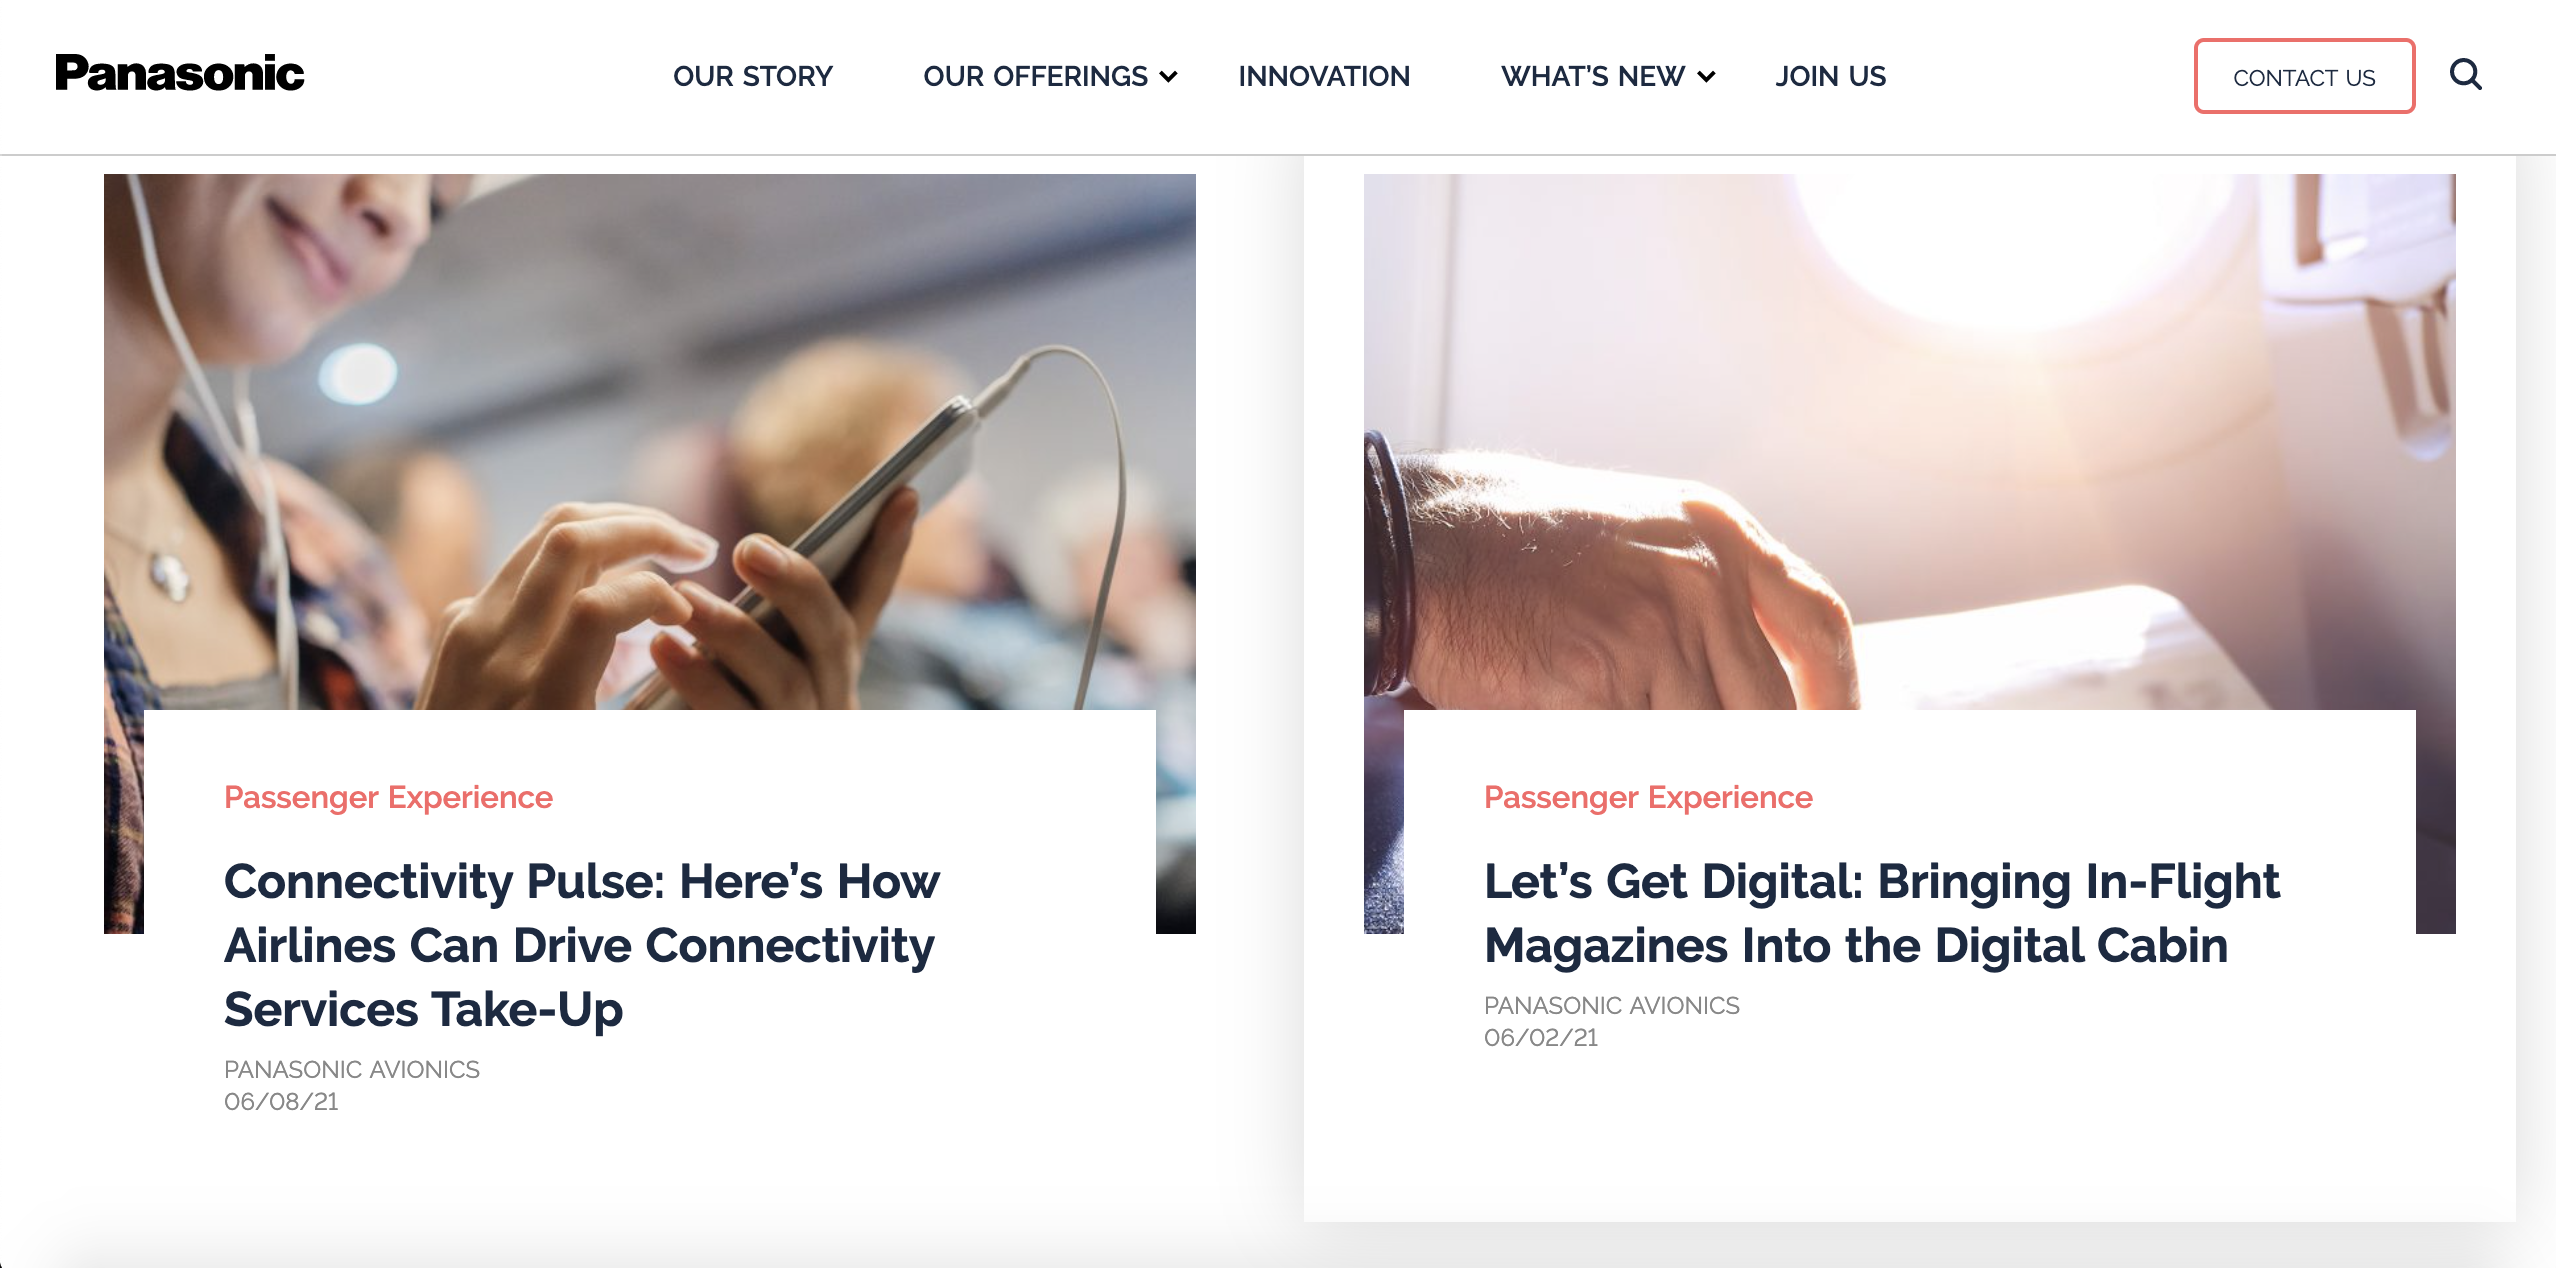 Panasonic
OUR STORY
OUR OFFERINGS
INNOVATION
WHAT'S NEW
JOIN US
CONTACT US
Passenger Experience
Connectivity Pulse: Here's How
Airlines Can Drive Connectivity
Services Take-Up
PANASONIC AVIONICS
06/08/21
Passenger Experience
Let's Get Digital: Bringing In-Flight
Magazines Into the Digital Cabin
PANASONIC AVIONICS
06/02/21